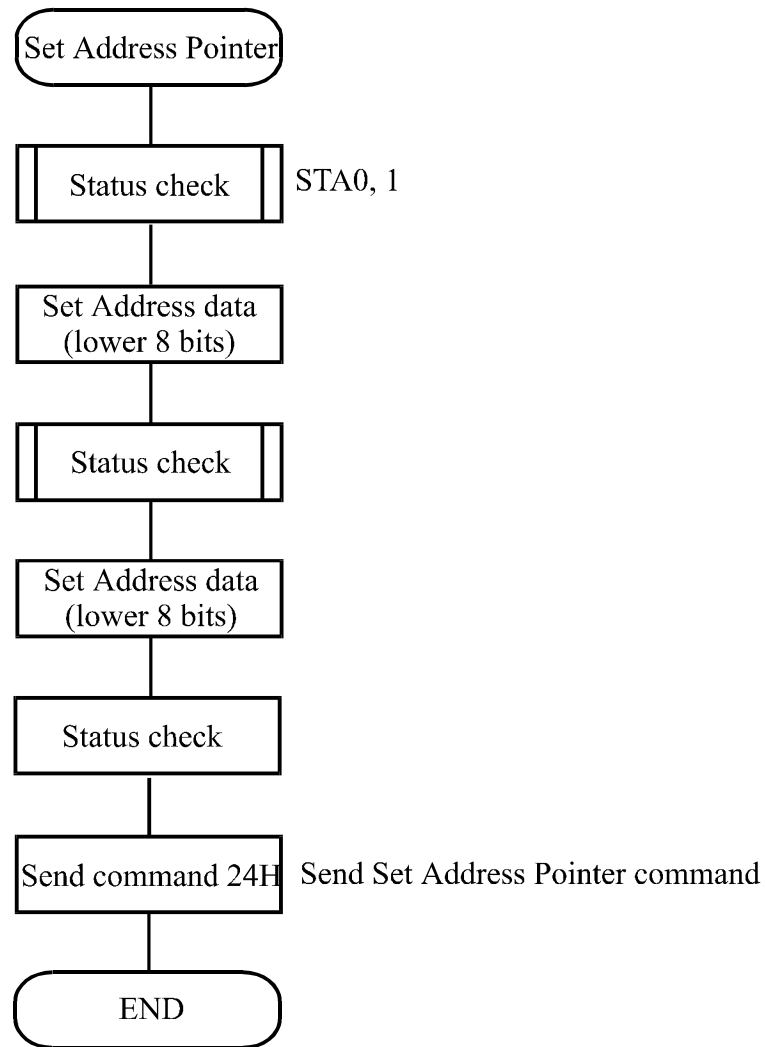 Set Address Pointer
Status check
STA0, 1
Set Address data
(lower 8 bits)
Status check
Set Address data
(lower 8 bits)
Status check
Send command 24H
Send Set Address Pointer command
END